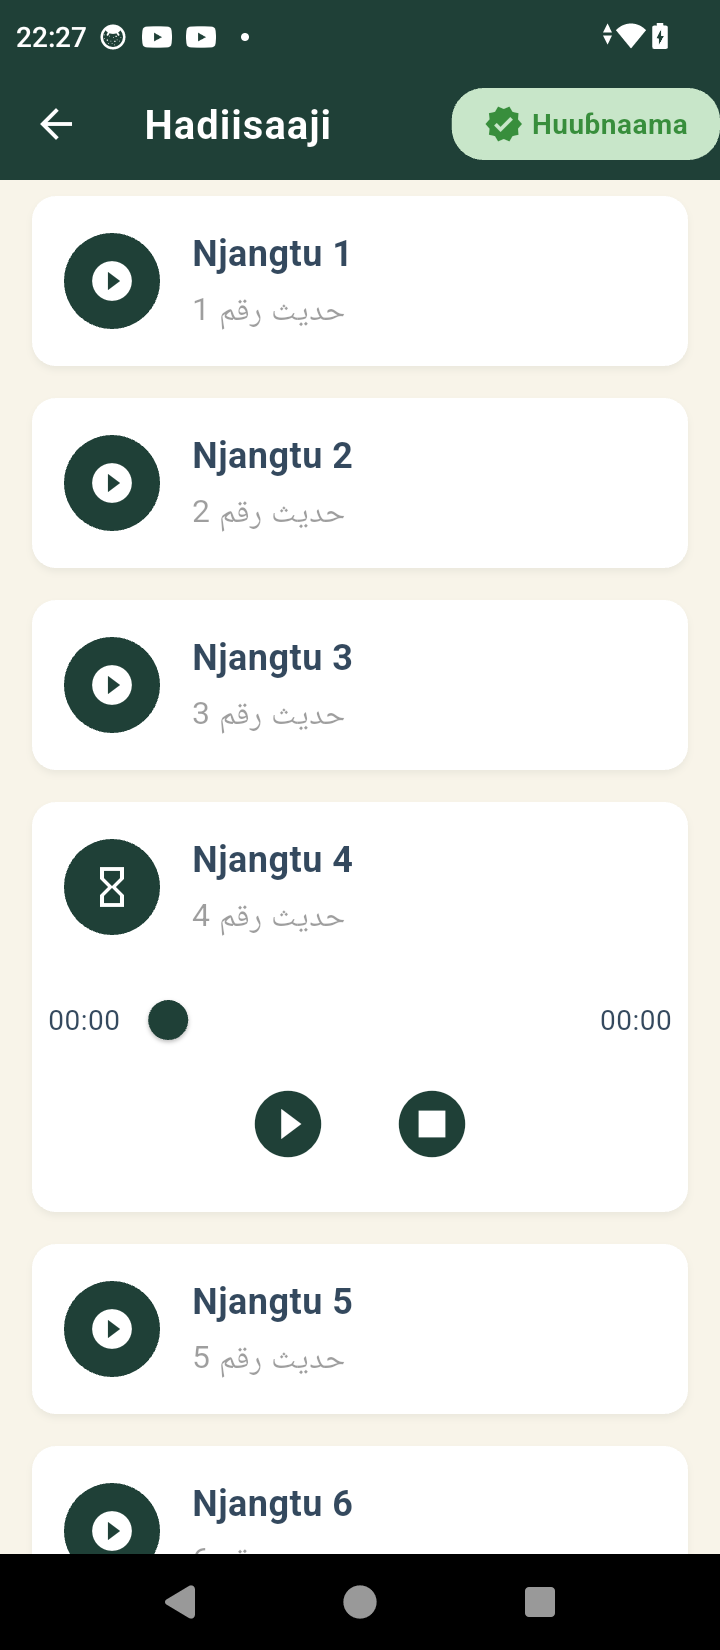 22:27
Hadiisaaji
Huuɓnaama
Njangtu 1
حديث رقم 1
Njangtu 2
حديث رقم 2
Njangtu 3
حديث رقم 3
Njangtu 4
حديث رقم 4
00:00
00:00
Njangtu 5
حديث رقم 5
Njangtu 6